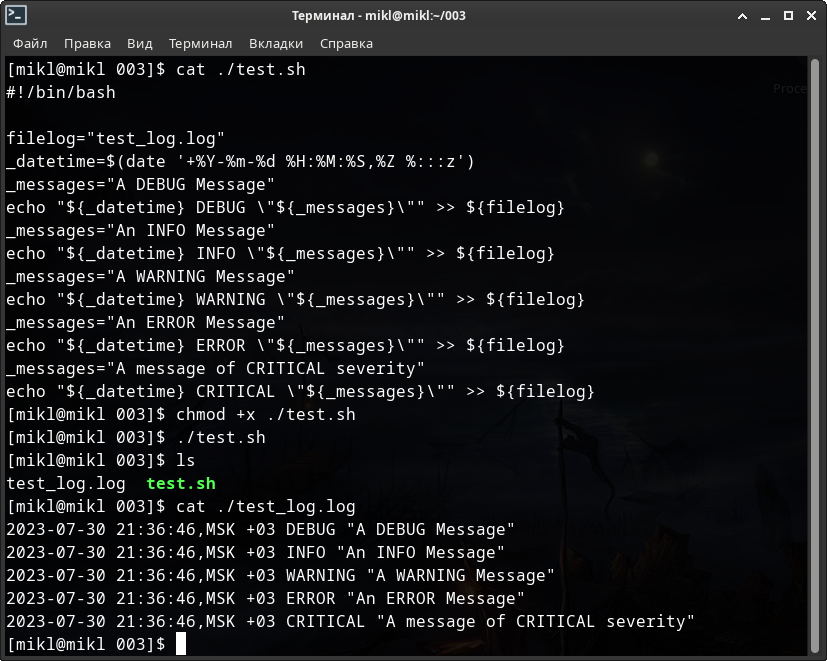 Терминал - mikl@mikl:~/003
Файл Правка Вид Терминал Вкладки Справка
[mikl@mikl 003]$ cat ./test.sh
#!/bin/bash
Proce
filelog="test_log.log"
_datetime=$(date '+%Y-%m-%d %H:%M:%S,%Z %:::z')
_messages="A DEBUG Message"
echo "${_datetime} DEBUG \"${_messages}\"" >> ${filelog}
_messages="An INFO Message"
echo "${_datetime} INFO \"${_messages}\"" >> ${filelog}
_messages="A WARNING Message"
echo "${_datetime} WARNING \"${_messages}\"" >> ${filelog}
_messages="An ERROR Message"
echo "${_datetime} ERROR \"${_messages}\"" >> ${filelog}
_messages="A message of CRITICAL severity"
echo "${_datetime} CRITICAL \"${_messages}\"" >> ${filelog}
[mikl@mikl 003]$ chmod +x ./test.sh
[mikl@mikl 003]$ ./test.sh
[mikl@mikl 003]$ ls
test_log.log  test.sh
[mikl@mikl 003]$ cat ./test_log.log
2023-07-30 21:36:46,MSK +03 DEBUG "A DEBUG Message"
2023-07-30 21:36:46,MSK +03 INFO "An INFO Message"
2023-07-30 21:36:46,MSK +03 WARNING "A WARNING Message"
2023-07-30 21:36:46,MSK +03 ERROR "An ERROR Message"
2023-07-30 21:36:46,MSK +03 CRITICAL "A message of CRITICAL severity"
[mikl@mikl 003]$